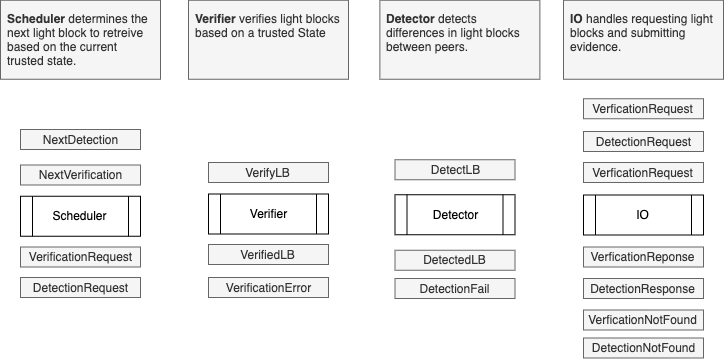 Scheduler determines the
next light block to retreive
based on the current
trusted state.
Verifier verifies light blocks
based on a trusted State
Detector detects
differences in light blocks
between peers.
IO handles requesting light
blocks and submitting
evidence.
NextDetection
NextVerification
Scheduler
VerificationRequest
DetectionRequest
VerifyLB
Verifier
VerifiedLB
VerificationError
DetectLB
Detector
DetectedLB
DetectionFail
VerficationRequest
DetectionRequest
VerficationRequest
IO
VerficationReponse
DetectionResponse
VerficationNotFound
DetectionNotFound